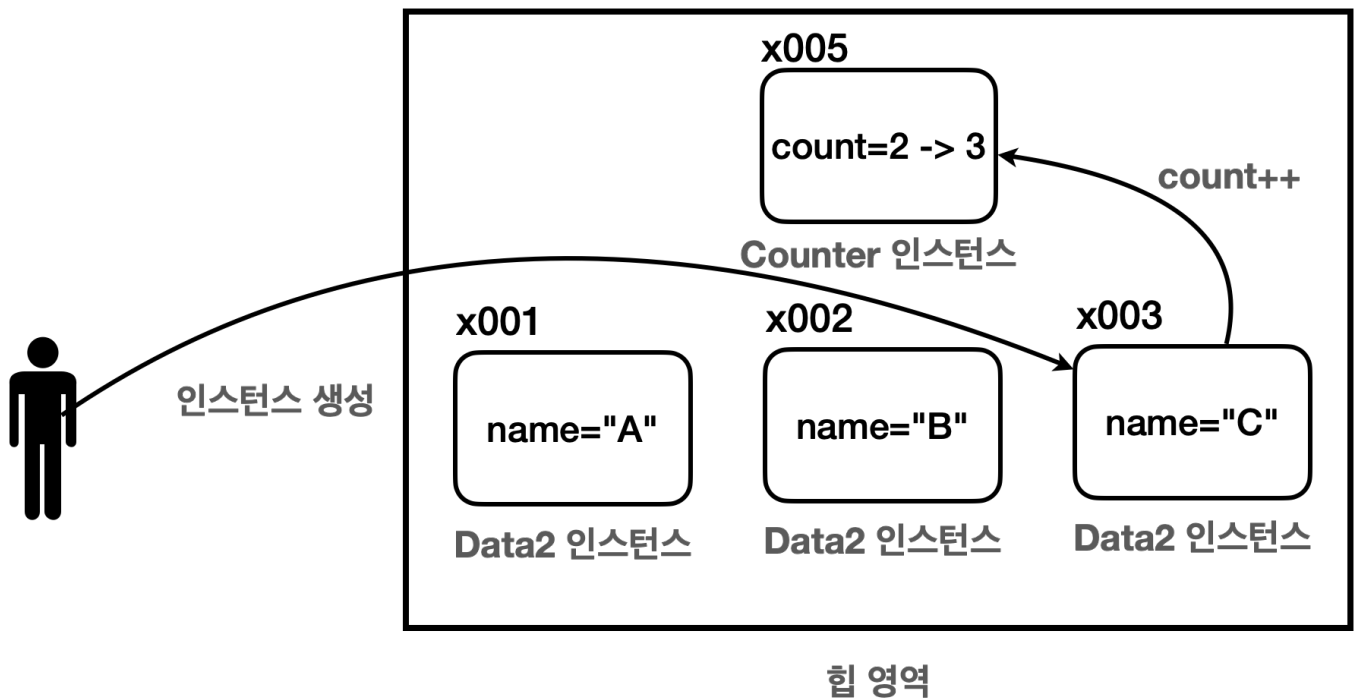 x005
count=2 -> 3
count++
Counter 인스턴스
x001
x002
x003
인스턴스 생성
name="A"
name="B"
name="C"
Data2 인스턴스
Data2 인스턴스
Data2 인스턴스
힙 영역